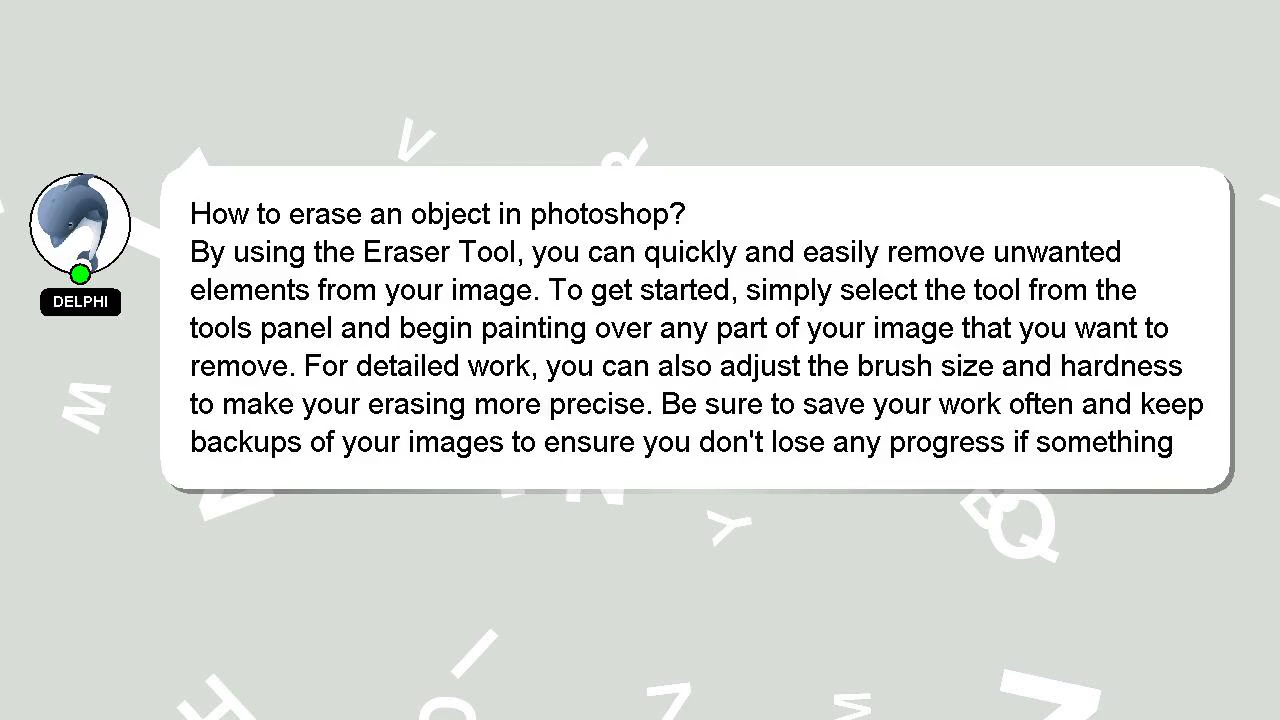 V
R
How to erase an object in photoshop?
By using the Eraser Tool, you can quickly and easily remove unwanted
elements from your image. To get started, simply select the tool from the
tools panel and begin painting over any part of your image that you want to
remove. For detailed work, you can also adjust the brush size and hardness
to make your erasing more precise. Be sure to save your work often and keep
backups of your images to ensure you don't lose any progress if something
DELPHI
M
Z
N
Y
B
Q
I
H
O
Z
M
Z